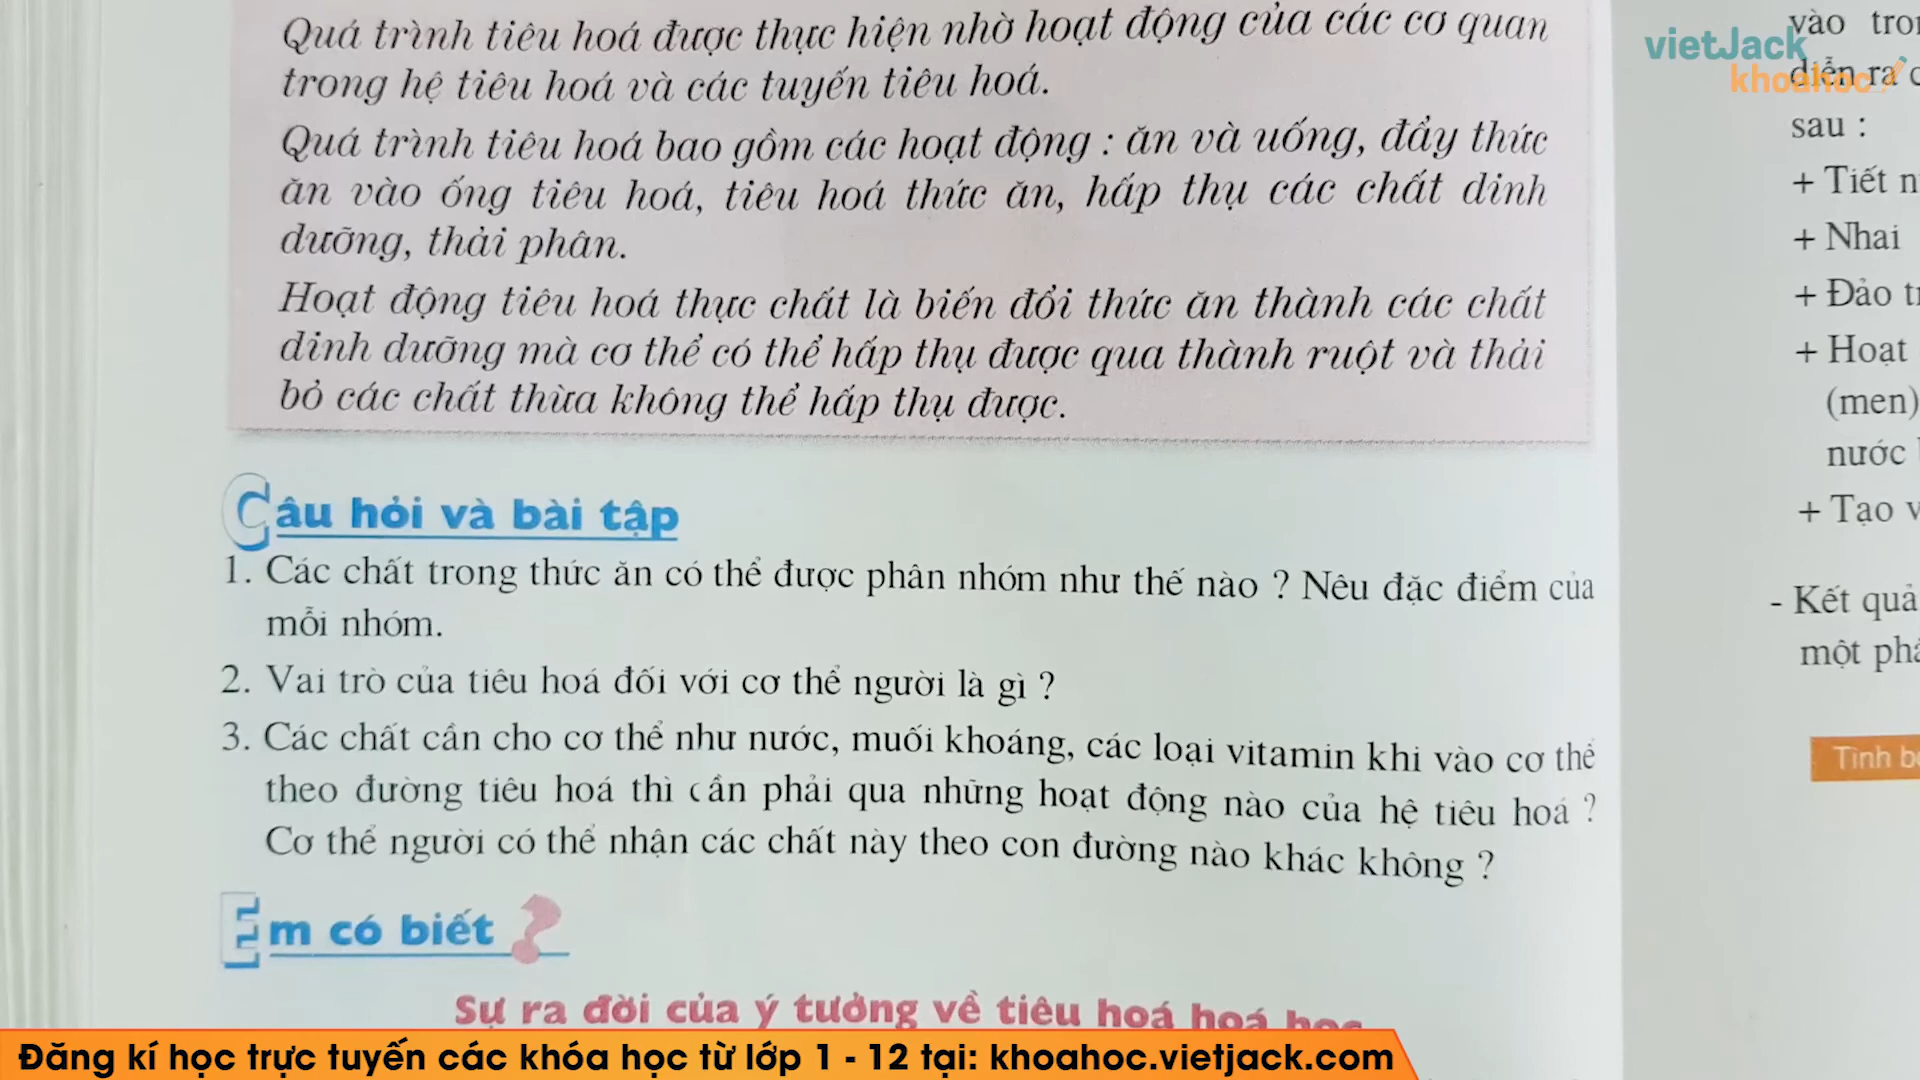 Quá trình tiêu hoá được thực hiện nhờ hoạt động của các cơ quan
trong hệ tiêu hoá và các tuyến tiêu hoá.
Quá trình tiêu hoá bao gồm các hoạt động : ăn và uống, đẩy thức
ăn vào ống tiêu hoá, tiêu hoá thức ăn, hấp thụ các chất dinh
dưỡng, thải phân.
Hoạt động tiêu hoá thực chất là biến đổi thức ăn thành các chất
dinh dưỡng mà cơ thể có thể hấp thụ được qua thành ruột và thải
bỏ các chất thừa không thể hấp thụ được.
Câu hỏi và bài tập
1. Các chất trong thức ăn có thể được phân nhóm như thế nào ? Nêu đặc điểm của
mỗi nhóm.
2. Vai trò của tiêu hoá đối với cơ thể người là gì ?
3. Các chất cần cho cơ thể như nước, muối khoáng, các loại vitamin khi vào cơ thể
theo đường tiêu hoá thì cần phải qua những hoạt động nào của hệ tiêu hoá ?
Cơ thể người có thể nhận các chất này theo con đường nào khác không ?
Em có biết ?
Sự ra đời của ý tưởng về tiêu hoá hoá học
vietJack
khoahoc
vào
diễn ra
sau :
+ Tiết
+ Nhai
+ Đảo
+ Hoạt
(men)
nước
+ Tạo
- Kết quả
một
Tình
Đăng kí học trực tuyến các khóa học từ lớp 1 - 12 tại: khoahoc.vietjack.com